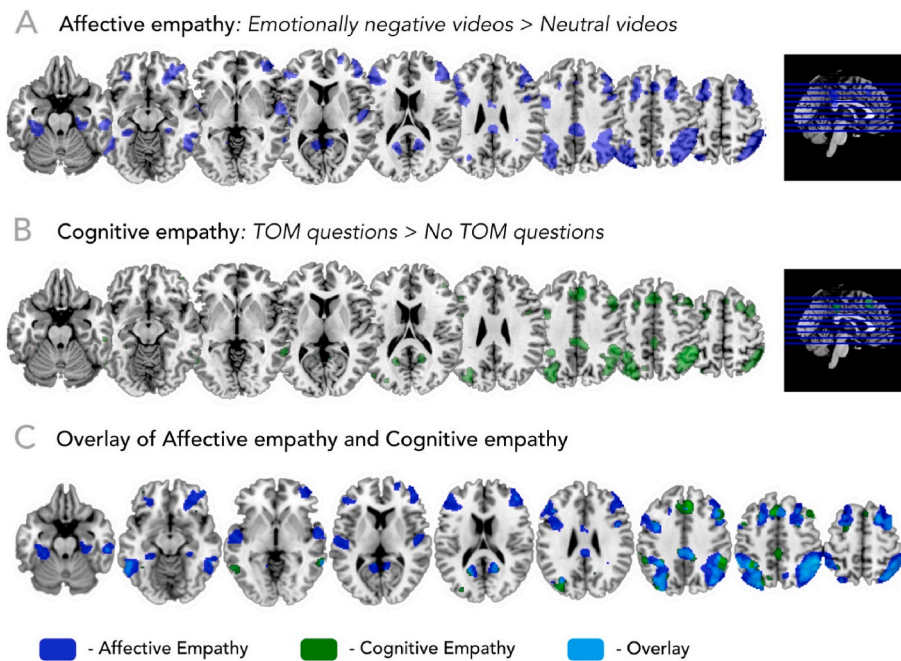 A Affective empathy: Emotionally negative videos > Neutral videos
B Cognitive empathy: TOM questions > No TOM questions
C Overlay of Affective empathy and Cognitive empathy
- Affective Empathy - Cognitive Empathy - Overlay